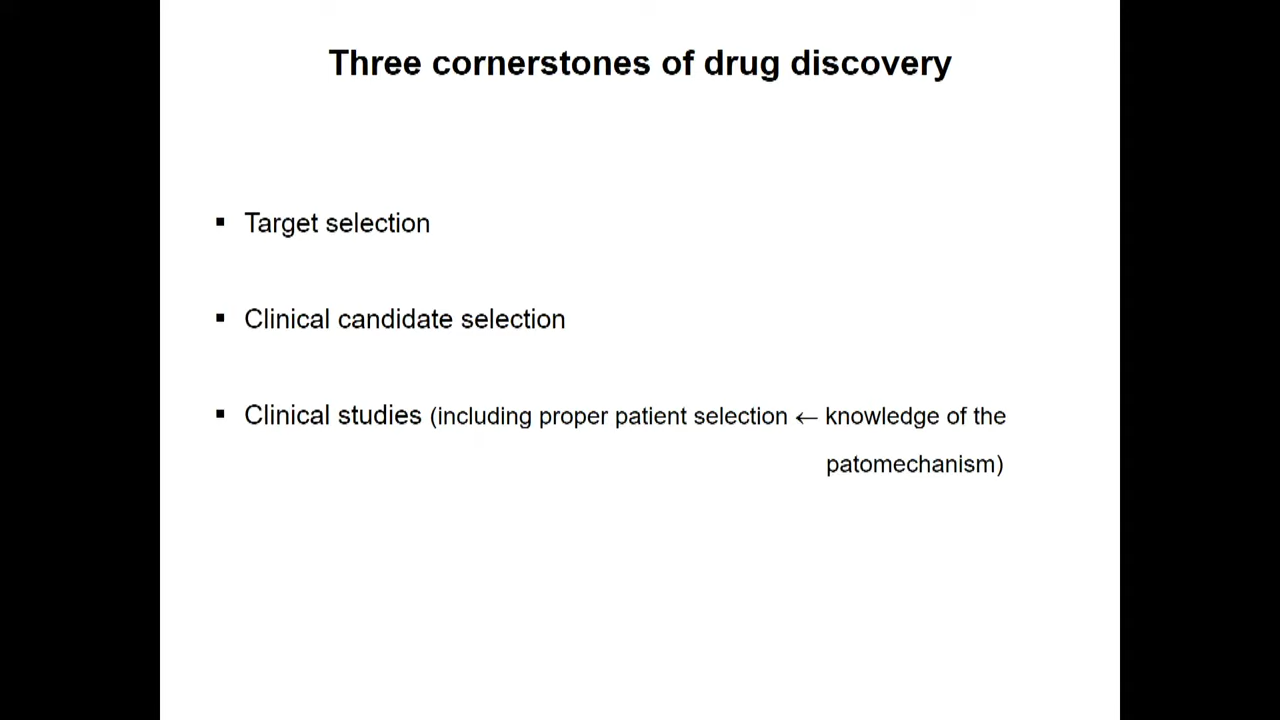 Three cornerstones of drug discovery
▪ Target selection
▪ Clinical candidate selection
▪ Clinical studies (including proper patient selection ← knowledge of the
patomechanism)